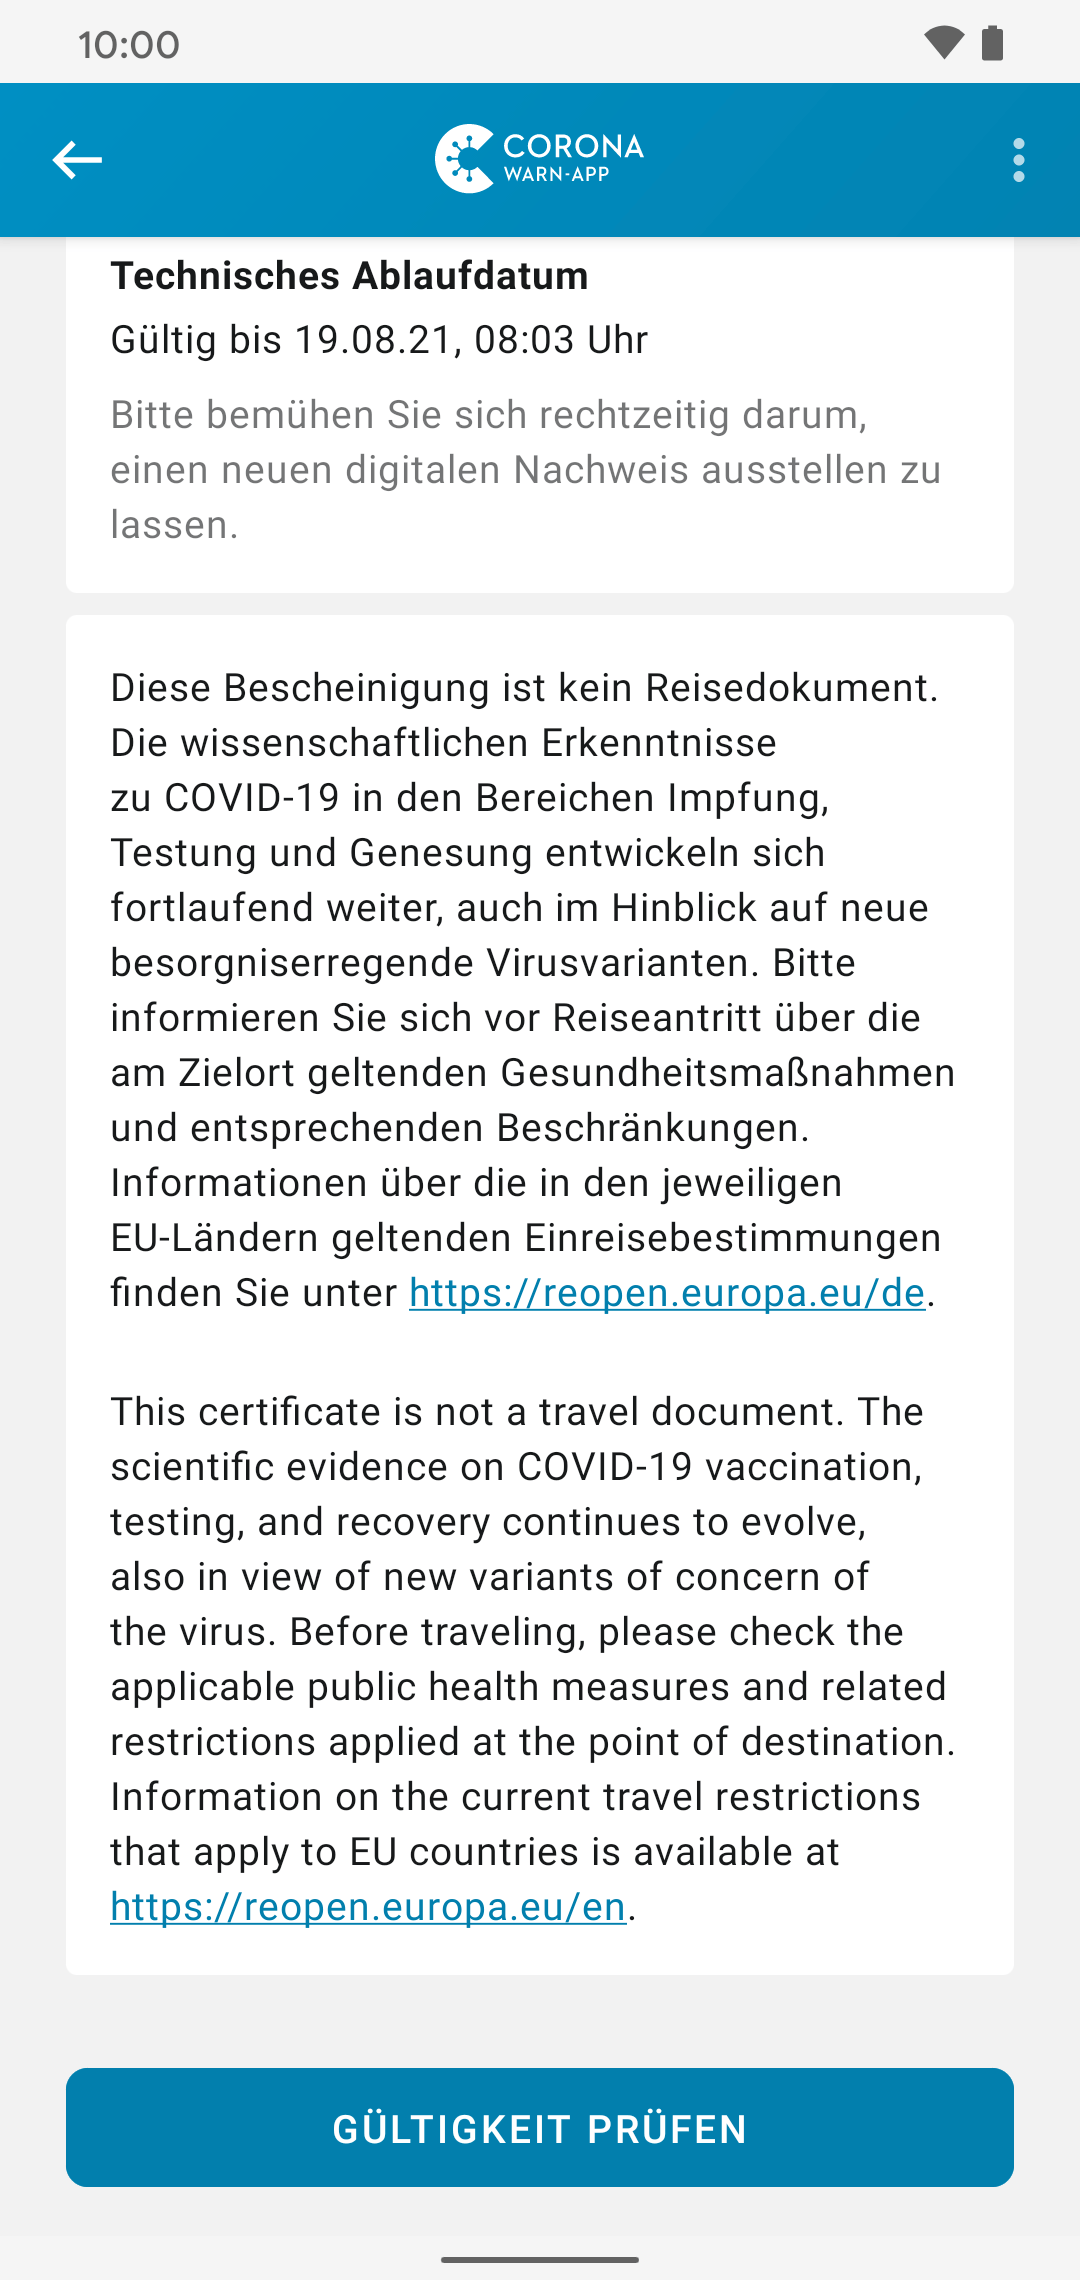 10:00
CORONA
WARN-APP
Technisches Ablaufdatum
Gültig bis 19.08.21, 08:03 Uhr
Bitte bemühen Sie sich rechtzeitig darum,
einen neuen digitalen Nachweis ausstellen zu
lassen.
Diese Bescheinigung ist kein Reisedokument.
Die wissenschaftlichen Erkenntnisse
zu COVID-19 in den Bereichen Impfung,
Testung und Genesung entwickeln sich
fortlaufend weiter, auch im Hinblick auf neue
besorgniserregende Virusvarianten. Bitte
informieren Sie sich vor Reiseantritt über die
am Zielort geltenden Gesundheitsmaßnahmen
und entsprechenden Beschränkungen.
Informationen über die in den jeweiligen
EU-Ländern geltenden Einreisebestimmungen
finden Sie unter https://reopen.europa.eu/de.
This certificate is not a travel document. The
scientific evidence on COVID-19 vaccination,
testing, and recovery continues to evolve,
also in view of new variants of concern of
the virus. Before traveling, please check the
applicable public health measures and related
restrictions applied at the point of destination.
Information on the current travel restrictions
that apply to EU countries is available at
https://reopen.europa.eu/en.
GÜLTIGKEIT PRÜFEN